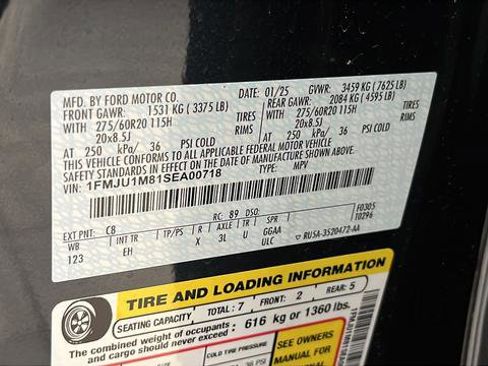 MFD. BY FORD MOTOR CO. 01/25 GVWR: 3459 KG ( 7625 LB)
FRONT GAWR: 1531 KG ( 3375 LB) REAR GAWR: 2084 KG ( 4595 LB)
WITH 275/60R20 115H TIRES WITH 275/60R20 115H TIRES
20x8.5J RIMS 20x8.5J RIMS
AT 250 kPa/ 36 PSI COLD AT 250 kPa/ 36 PSI COLD
THIS VEHICLE CONFORMS TO ALL APPLICABLE FEDERAL MOTOR VEHICLE
SAFETY STANDARDS IN EFFECT ON THE DATE OF MANUFACTURE SHOWN ABOVE.
VIN: 1FMJU1M81SEA00718 TYPE: MPV
EXT PNT: C8 RC: 89 DSO: F0305
WB INT TR TP/PS R AXLE TR SPR T0296
123 EH X 3L U GGAA
ULC RU5A-3520472-AA
TIRE AND LOADING INFORMATION
SEATING CAPACITY TOTAL : 7 FRONT: 2 REAR: 5
The combined weight of occupants and cargo should never exceed : 616 kg or 1360 lbs.
COLD TIRE PRESSURE
SEE OWNERS
MANUAL FOR